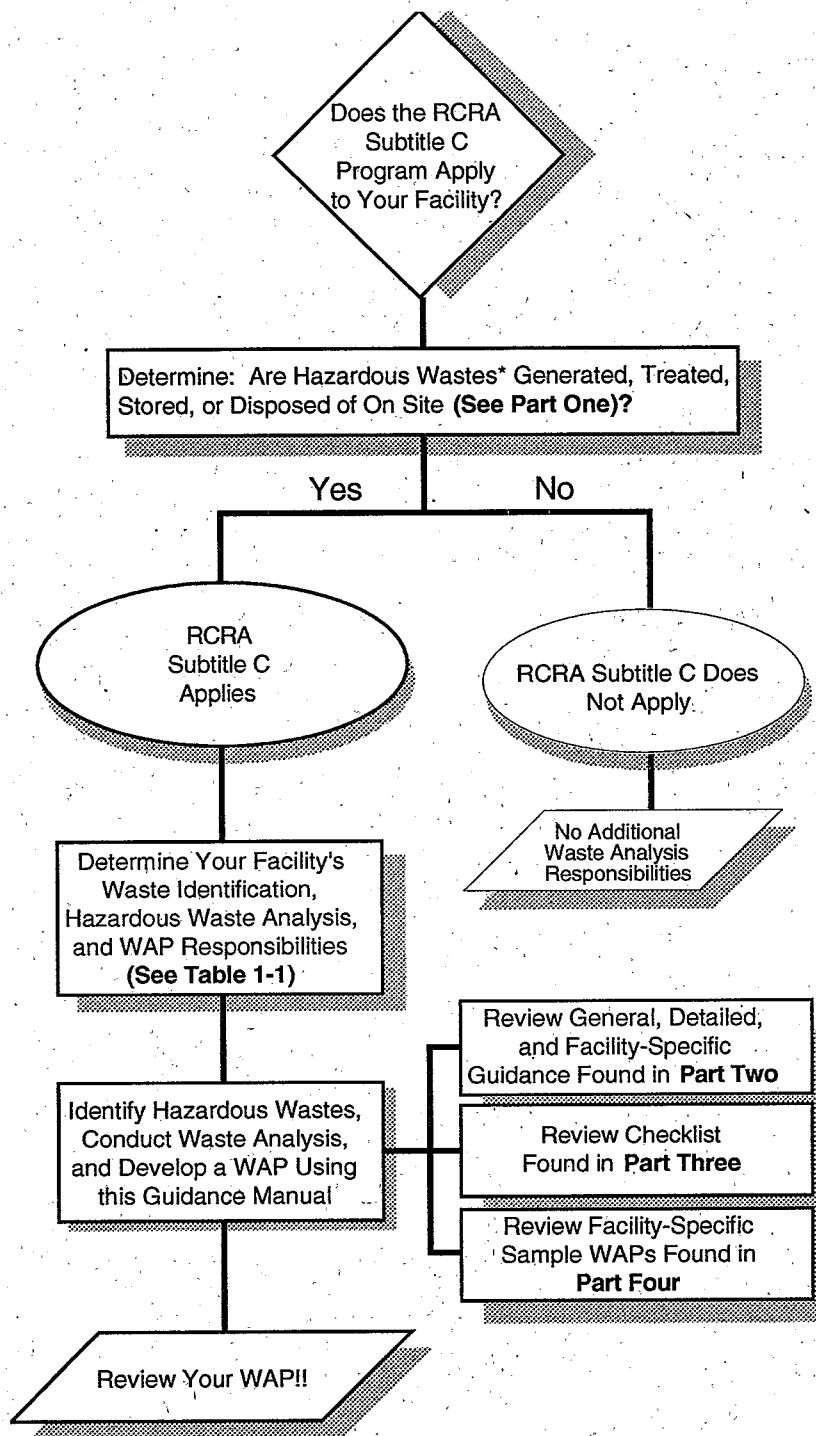 Does the RCRA
Subtitle C
Program Apply
to Your Facility?
Determine: Are Hazardous Wastes* Generated, Treated,
Stored, or Disposed of On Site (See Part One)?
Yes
No
RCRA
Subtitle C
Applies
RCRA Subtitle C Does
Not Apply
No Additional
Waste Analysis
Responsibilities
Determine Your Facility's
Waste Identification,
Hazardous Waste Analysis,
and WAP Responsibilities
(See Table 1-1)
Identify Hazardous Wastes,
Conduct Waste Analysis,
and Develop a WAP Using
this Guidance Manual
Review General, Detailed,
and Facility-Specific
Guidance Found in Part Two
Review Checklist
Found in Part Three
Review Facility-Specific
Sample WAPs Found in
Part Four
Review Your WAP!!